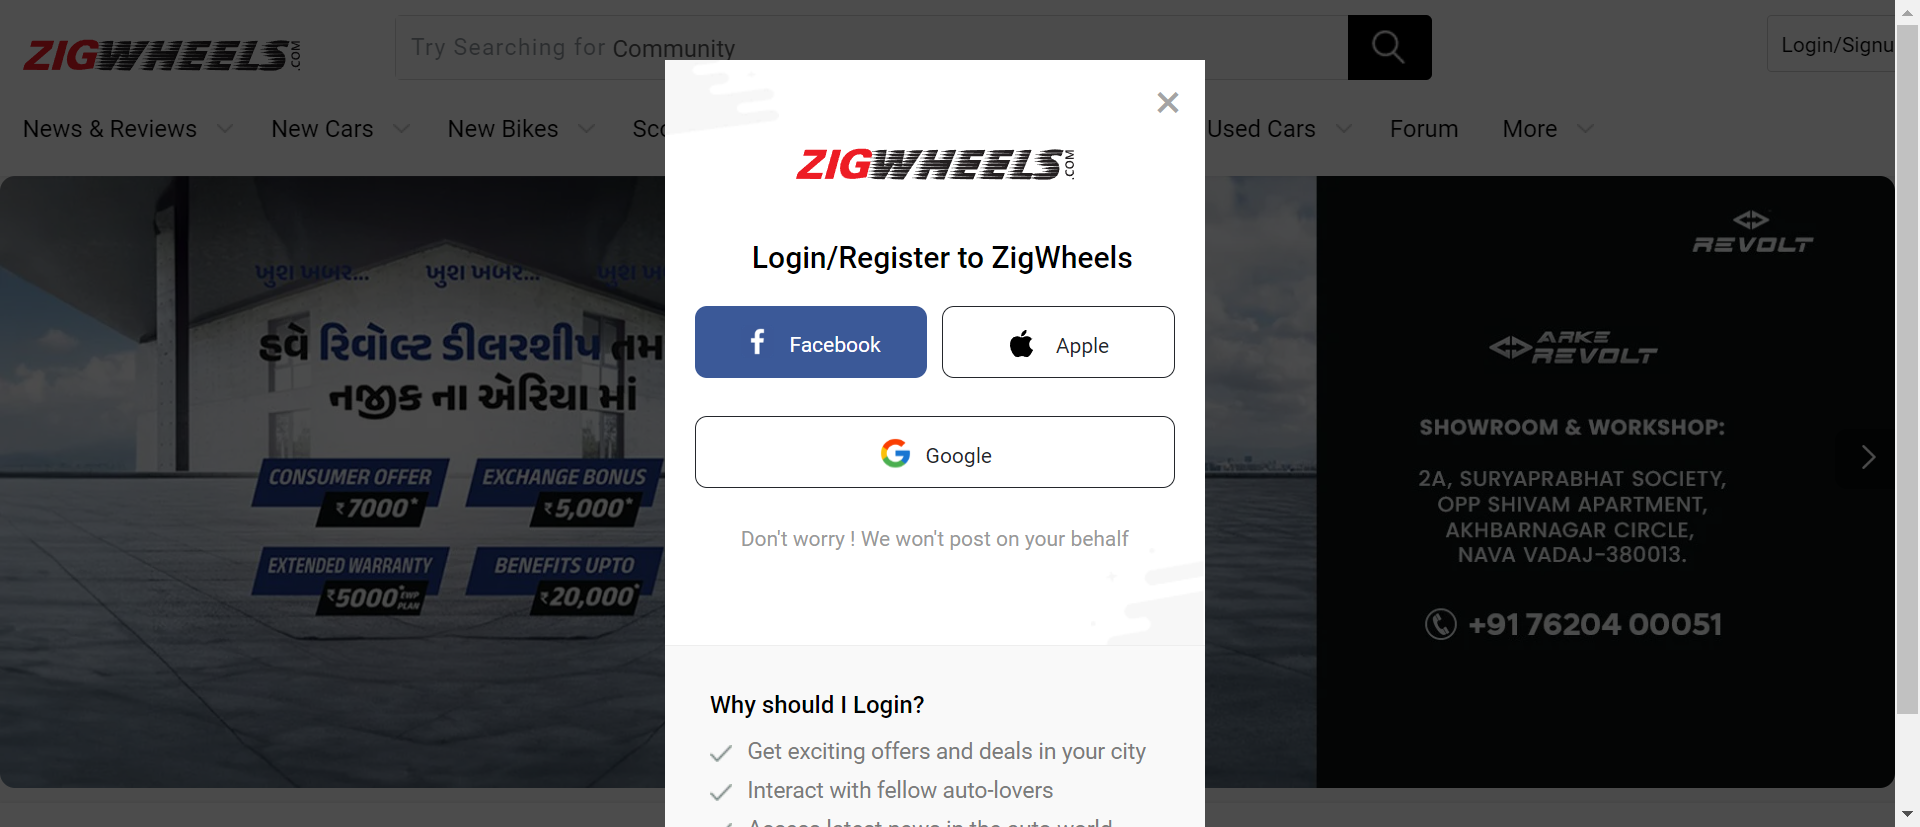 ZIGWHEELS.COM
Try Searching for Community
Login/Signu
News & Reviews
New Cars
New Bikes
Used Cars
Forum
More
ZIGWHEELS.COM
Login/Register to ZigWheels
Facebook
Apple
Google
Don't worry ! We won't post on your behalf
Why should I Login?
Get exciting offers and deals in your city
Interact with fellow auto-lovers
ખુશ ખબર... ખુશ ખબર... ખુશ ખ
હવે રિવોલ્ટ ડીલરશીપ તમ
નજીક ના એરિયા માં
CONSUMER OFFER
₹7000*
EXCHANGE BONUS
₹5,000*
EXTENDED WARRANTY
₹5000* EWP PLAN
BENEFITS UPTO
₹20,000*
REVOLT
ARKE
REVOLT
SHOWROOM & WORKSHOP:
2A, SURYAPRABHAT SOCIETY,
OPP SHIVAM APARTMENT,
AKHBARNAGAR CIRCLE,
NAVA VADAJ-380013.
+91 76204 00051